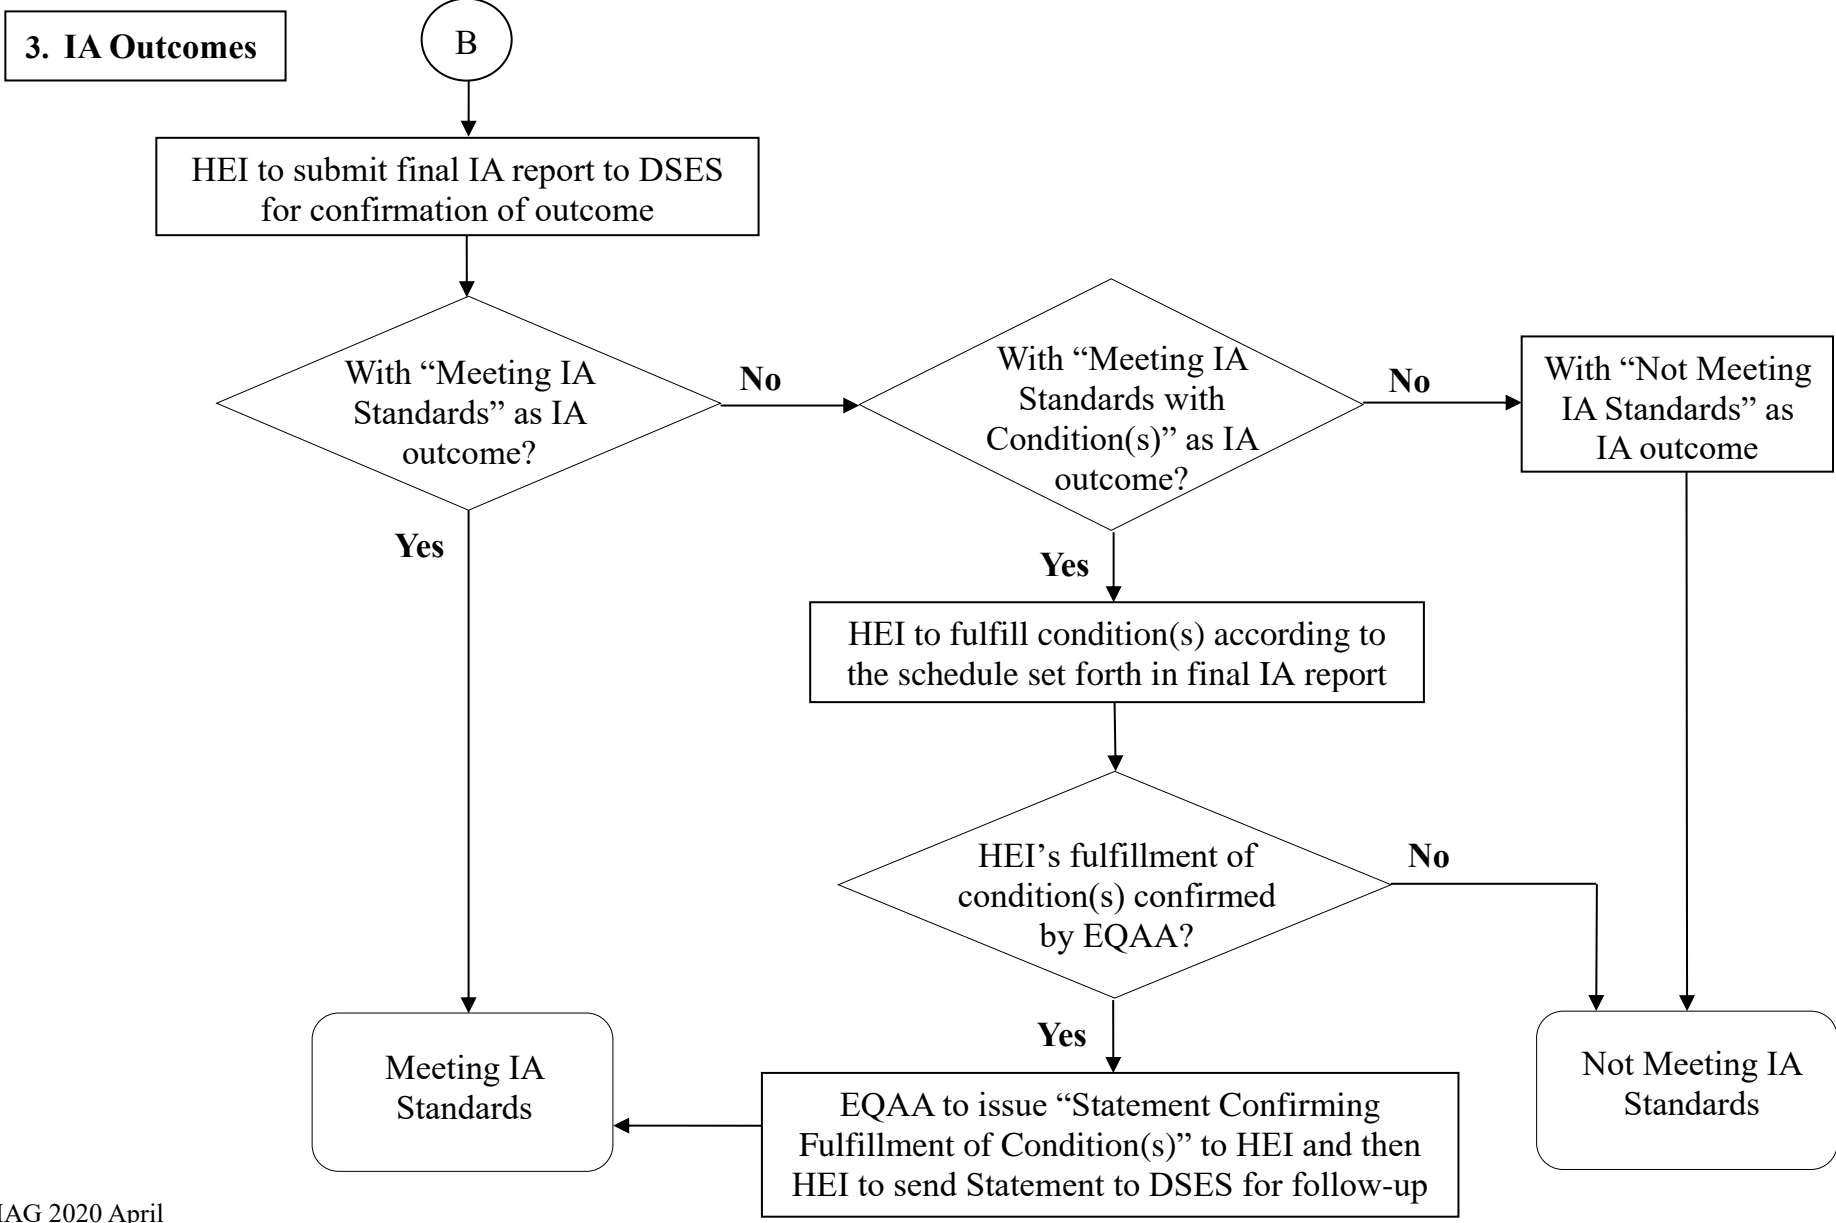 3. IA Outcomes
B
HEI to submit final IA report to DSES
for confirmation of outcome
With “Meeting IA
Standards” as IA
outcome?
No
With “Meeting IA
Standards with
Condition(s)” as IA
outcome?
No
With “Not Meeting
IA Standards” as
IA outcome
Yes
Yes
HEI to fulfill condition(s) according to
the schedule set forth in final IA report
HEI’s fulfillment of
condition(s) confirmed
by EQAA?
No
Yes
Meeting IA
Standards
EQAA to issue “Statement Confirming
Fulfillment of Condition(s)” to HEI and then
HEI to send Statement to DSES for follow-up
Not Meeting IA
Standards
2020 April